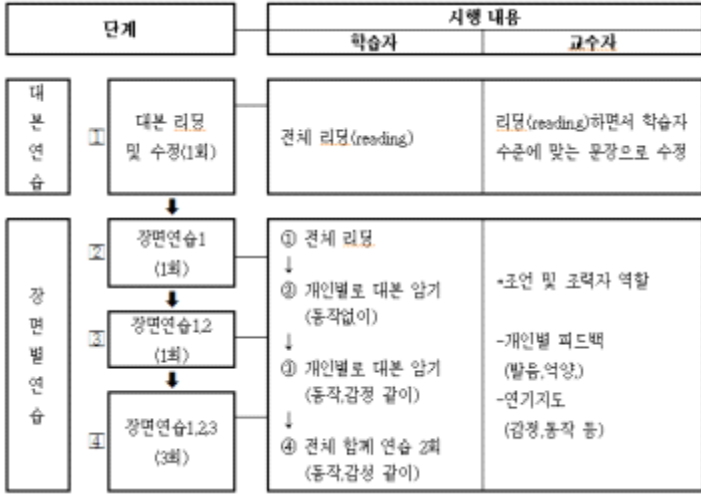 단계
시행 내용
학습자
교수자
대
본
연
습
①
대본 리딩
및 수정(1회)
전체 리딩(reading)
리딩(reading)하면서 학습자
수준에 맞는 문장으로 수정
장
면
별
연
습
②
장면연습1
(1회)
③
장면연습1,2
(1회)
④
장면연습1,2,3
(3회)
① 전체 리딩
↓
② 개인별로 대본 암기
(동작없이)
↓
③ 개인별로 대본 암기
(동작,감정 같이)
↓
④ 전체 함께 연습 2회
(동작,감정 같이)
*조언 및 조력자 역할
-개인별 피드백
(발음,억양,)
-연기지도
(감정,동작 등)